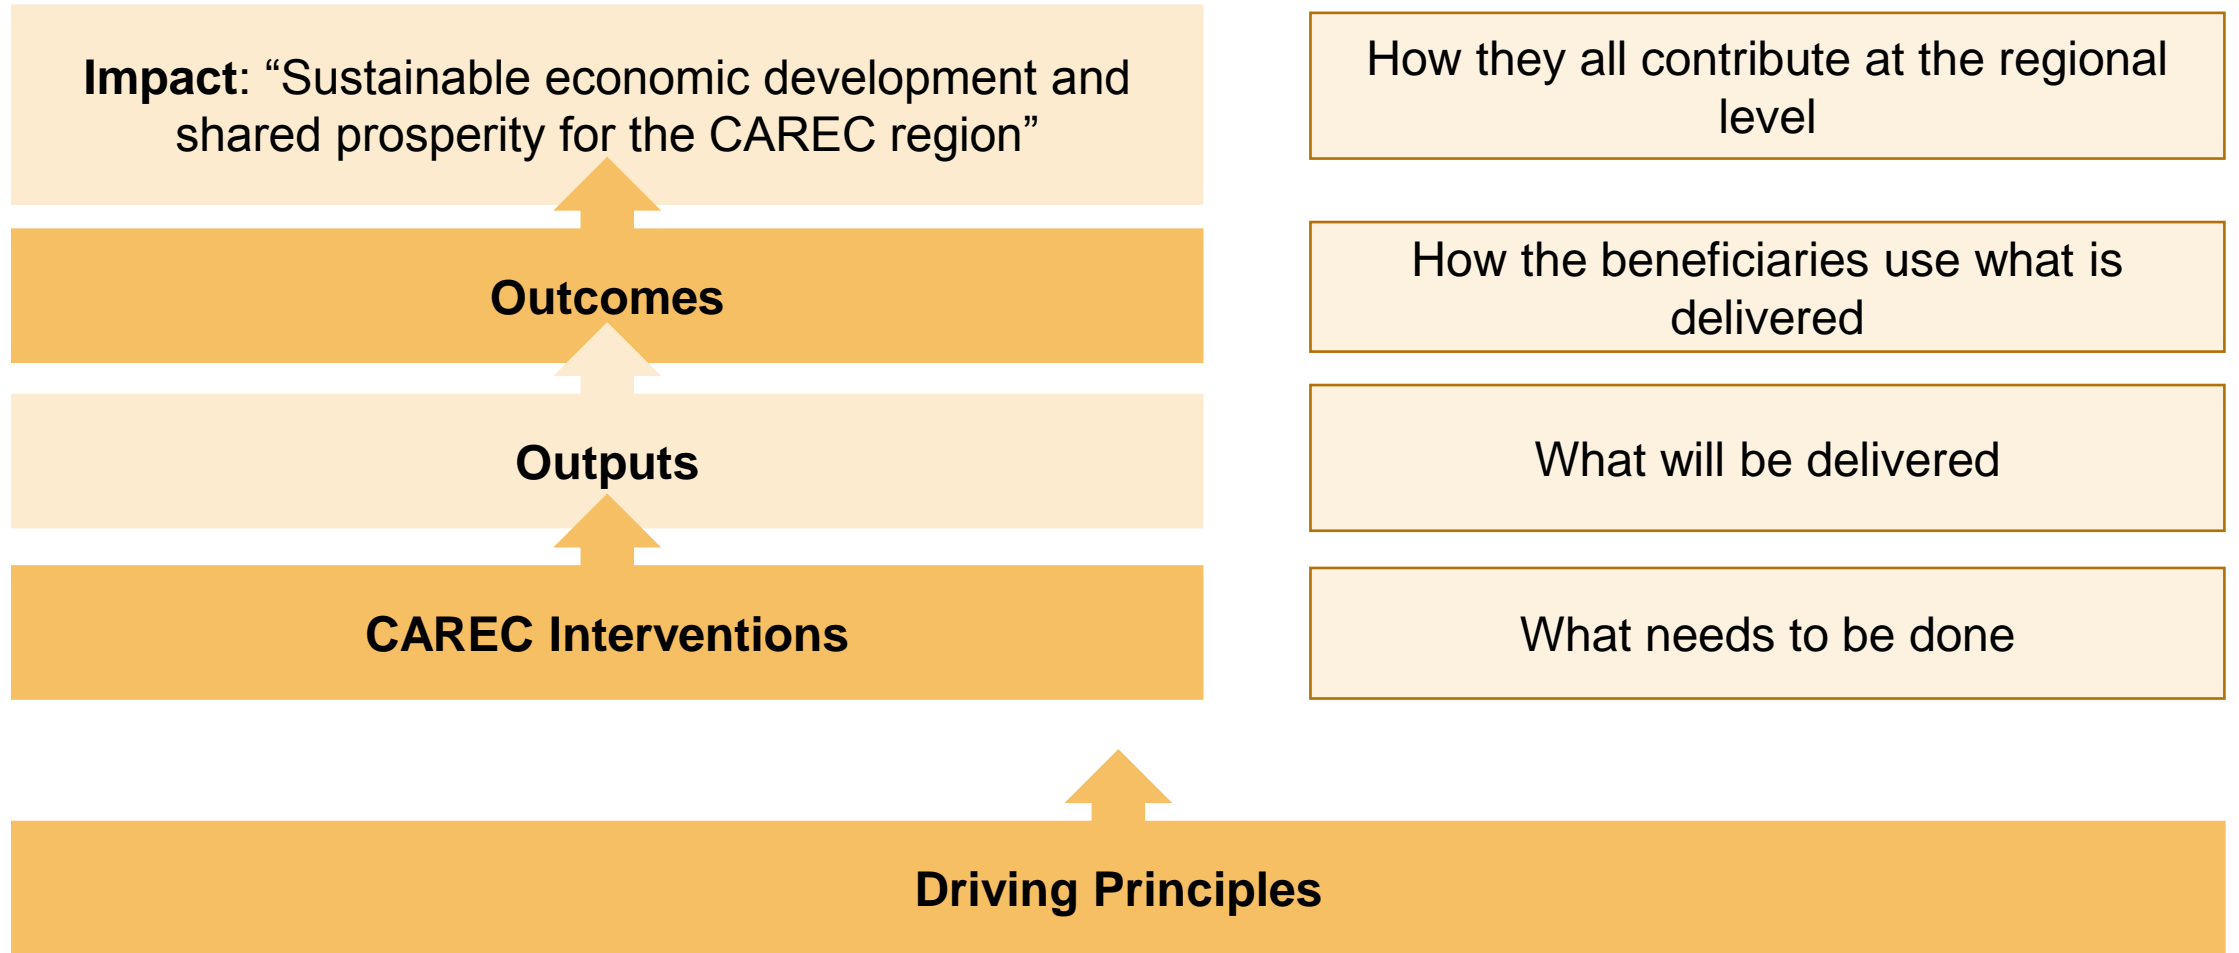 Impact: “Sustainable economic development and
shared prosperity for the CAREC region”
How they all contribute at the regional
level
Outcomes
How the beneficiaries use what is
delivered
Outputs
What will be delivered
CAREC Interventions
What needs to be done
Driving Principles